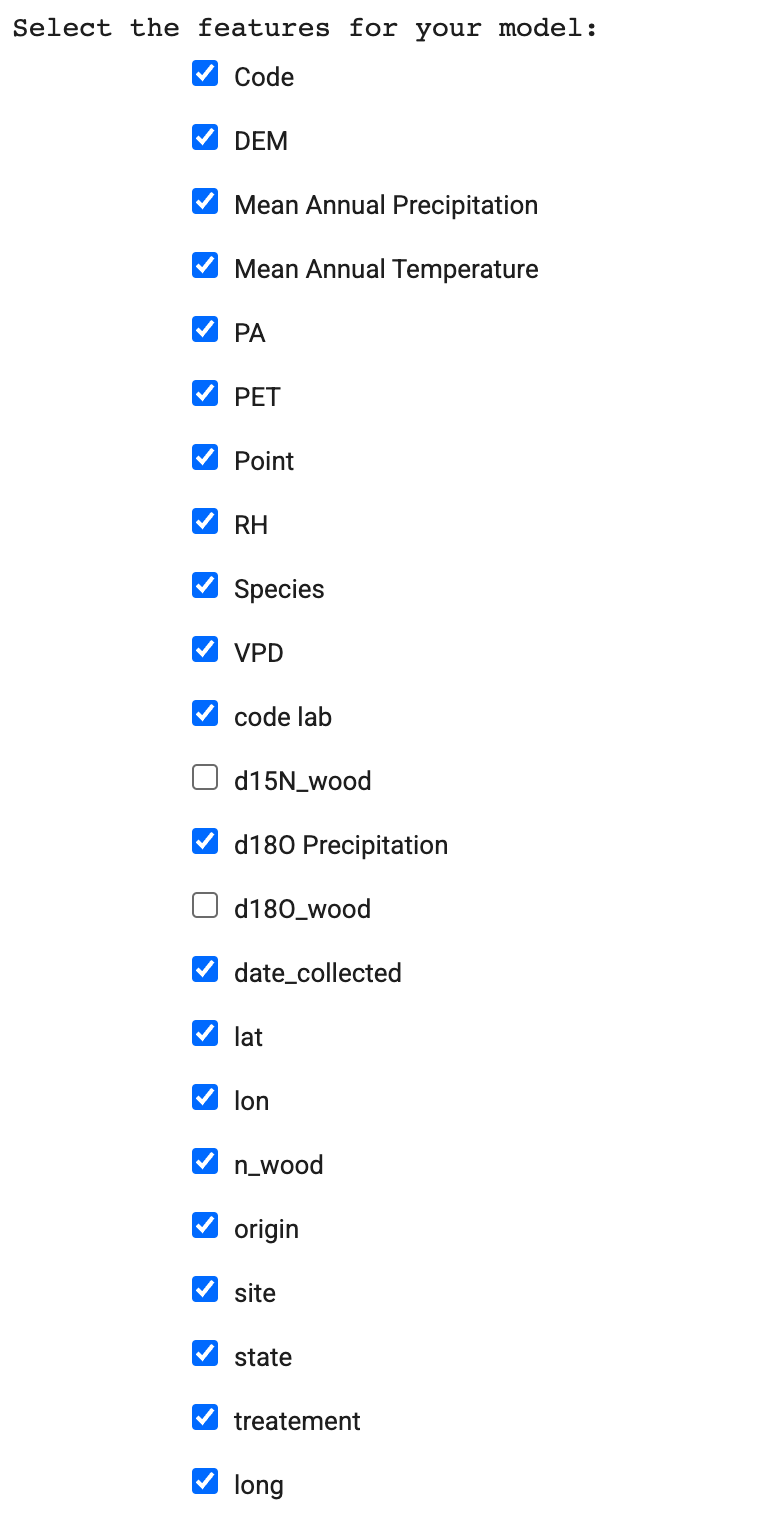 Select the features for your model:
Code
DEM
Mean Annual Precipitation
Mean Annual Temperature
PA
PET
Point
RH
Species
VPD
code lab
d15N_wood
d18O Precipitation
d18O_wood
date_collected
lat
lon
n_wood
origin
site
state
treatement
long